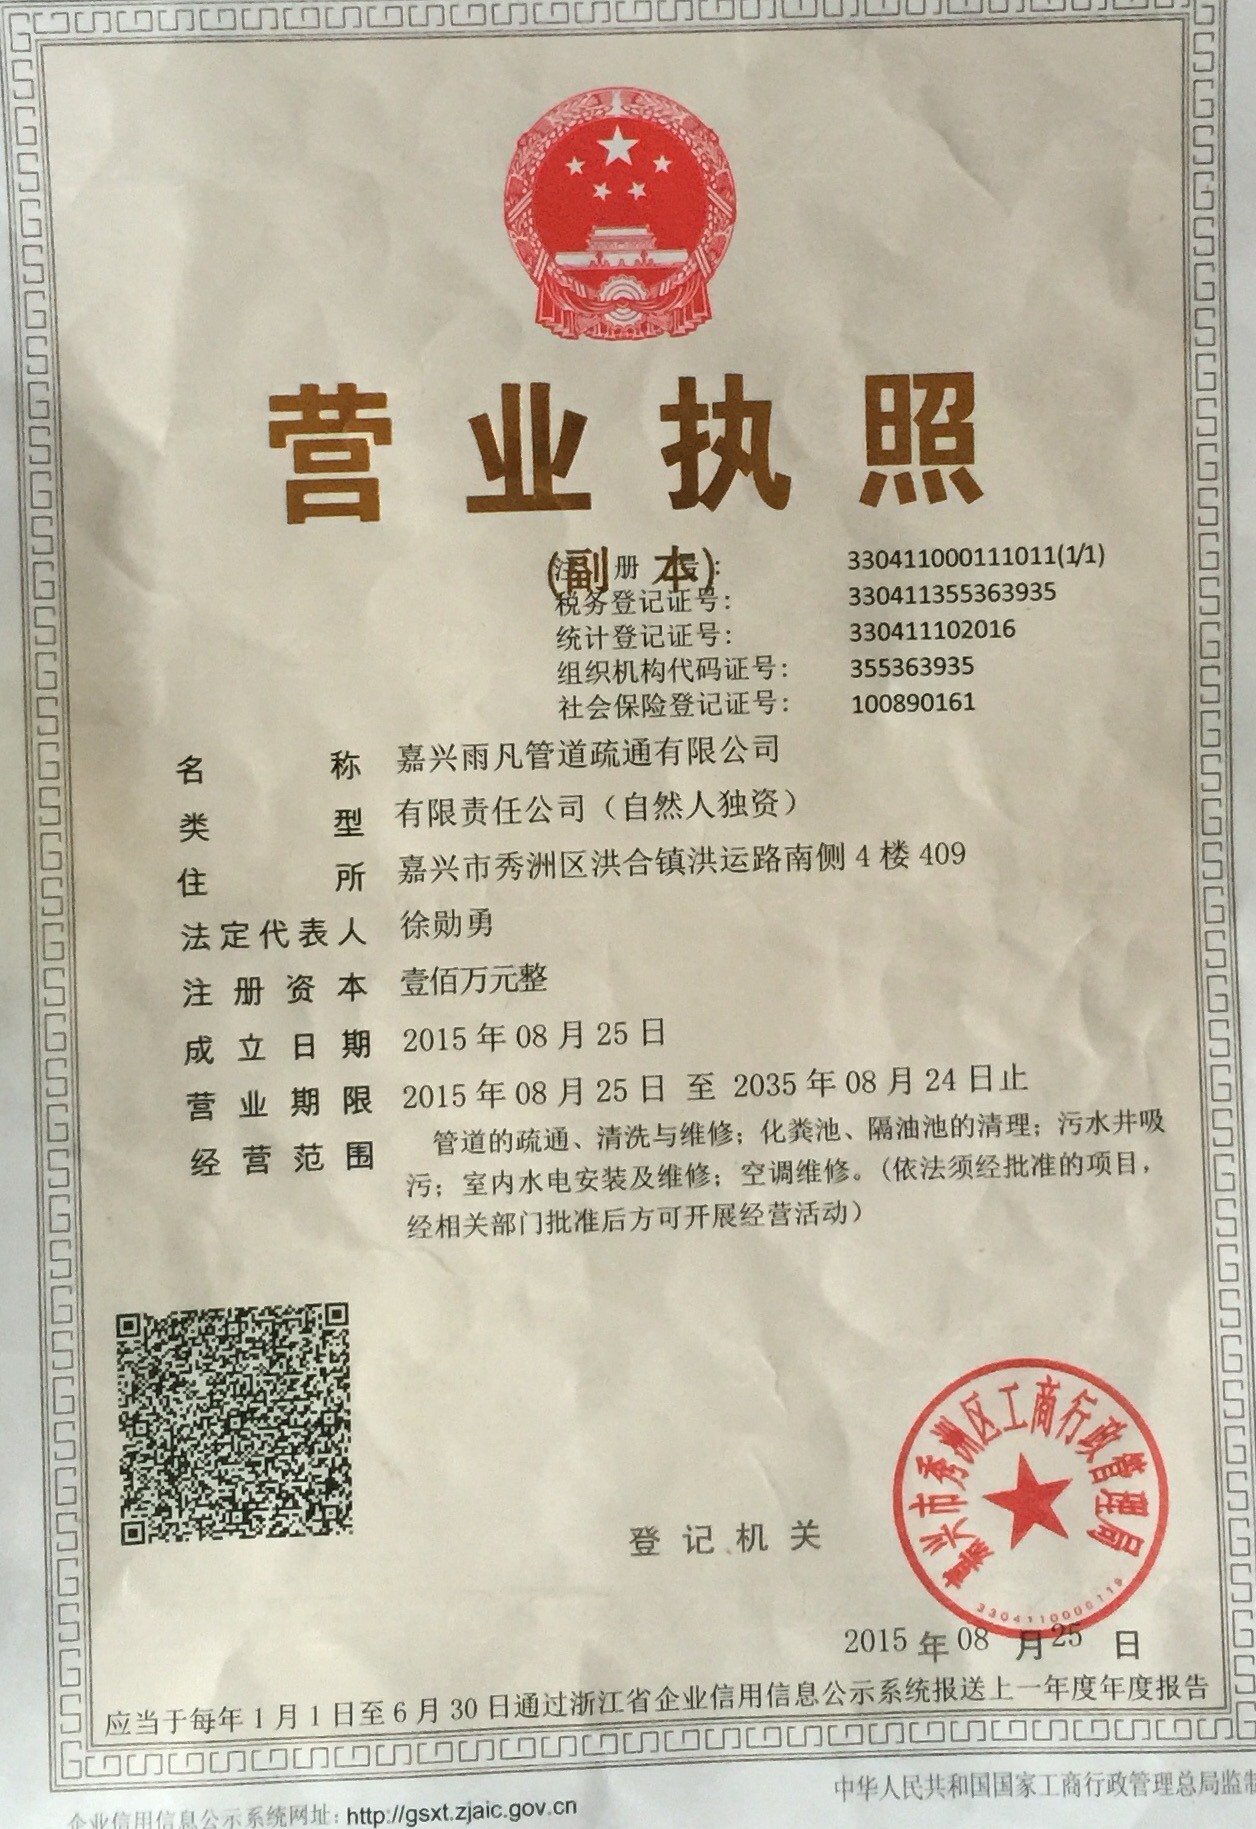 营业执照
(副本)
注册号: 330411000111011(1/1)
税务登记证号: 330411355363935
统计登记证号: 330411102016
组织机构代码证号: 355363935
社会保险登记证号: 100890161
名称 嘉兴雨凡管道疏通有限公司
类型 有限责任公司（自然人独资）
住所 嘉兴市秀洲区洪合镇洪运路南侧4楼409
法定代表人 徐勋勇
注册资本 壹佰万元整
成立日期 2015年08月25日
营业期限 2015年08月25日 至 2035年08月24日止
经营范围 管道的疏通、清洗与维修；化粪池、隔油池的清理；污水井吸
污；室内水电安装及维修；空调维修。(依法须经批准的项目，
经相关部门批准后方可开展经营活动）
嘉兴市秀洲区工商行政管理局
登记机关
3304110000119
2015年08月25日
应当于每年1月1日至6月30日通过浙江省企业信用信息公示系统报送上一年度年度报告
中华人民共和国国家工商行政管理总局监制
企业信用信息公示系统网址: http://gsxt.zjaic.gov.cn